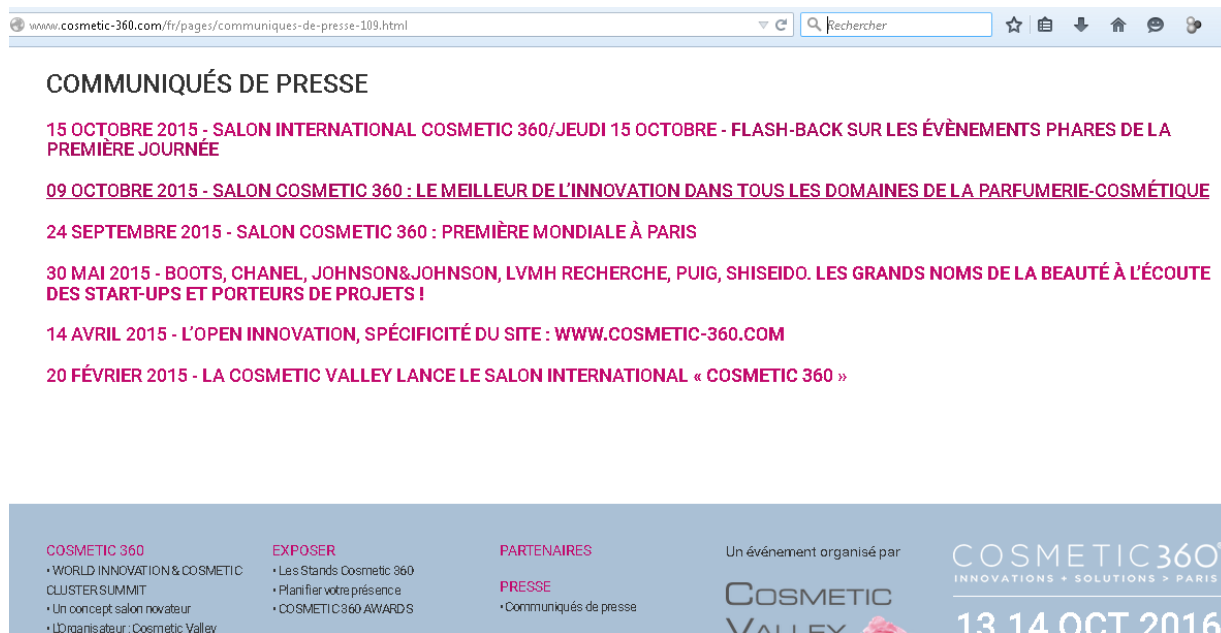 www.cosmetic-360.com/fr/pages/communiques-de-presse-109.html
Rechercher
COMMUNIQUÉS DE PRESSE
15 OCTOBRE 2015 - SALON INTERNATIONAL COSMETIC 360/JEUDI 15 OCTOBRE - FLASH-BACK SUR LES ÉVÈNEMENTS PHARES DE LA
PREMIÈRE JOURNÉE
09 OCTOBRE 2015 - SALON COSMETIC 360 : LE MEILLEUR DE L'INNOVATION DANS TOUS LES DOMAINES DE LA PARFUMERIE-COSMÉTIQUE
24 SEPTEMBRE 2015 - SALON COSMETIC 360 : PREMIÈRE MONDIALE À PARIS
30 MAI 2015 - BOOTS, CHANEL, JOHNSON&JOHNSON, LVMH RECHERCHE, PUIG, SHISEIDO. LES GRANDS NOMS DE LA BEAUTÉ À L'ÉCOUTE
DES START-UPS ET PORTEURS DE PROJETS !
14 AVRIL 2015 - L'OPEN INNOVATION, SPÉCIFICITÉ DU SITE : WWW.COSMETIC-360.COM
20 FÉVRIER 2015 - LA COSMETIC VALLEY LANCE LE SALON INTERNATIONAL « COSMETIC 360 »
COSMETIC 360
• WORLD INNOVATION & COSMETIC
CLUSTER SUMMIT
• Un concept salon novateur
• L'Organisateur : Cosmetic Valley
EXPOSER
• Les Stands Cosmetic 360
• Planifier votre présence
• COSMETIC 360 AWARDS
PARTENAIRES
PRESSE
• Communiqués de presse
Un événement organisé par
COSMETIC
VALLEY
COSMETIC360°
INNOVATIONS + SOLUTIONS > PARIS
13.14 OCT 2016